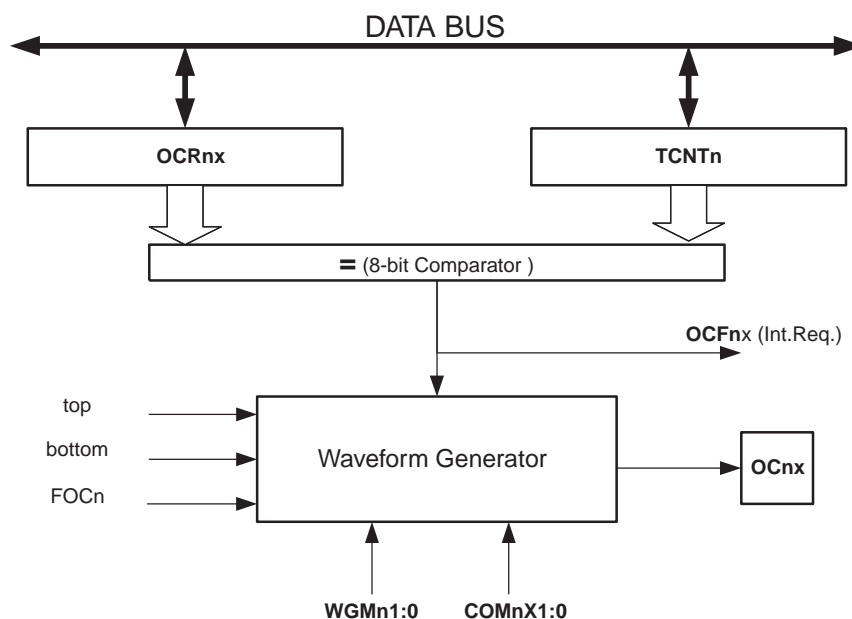 DATA BUS
OCRnx
TCNTn
= (8-bit Comparator )
OCFnx (Int.Req.)
top
bottom
FOCn
Waveform Generator
OCnx
WGMn1:0
COMnX1:0